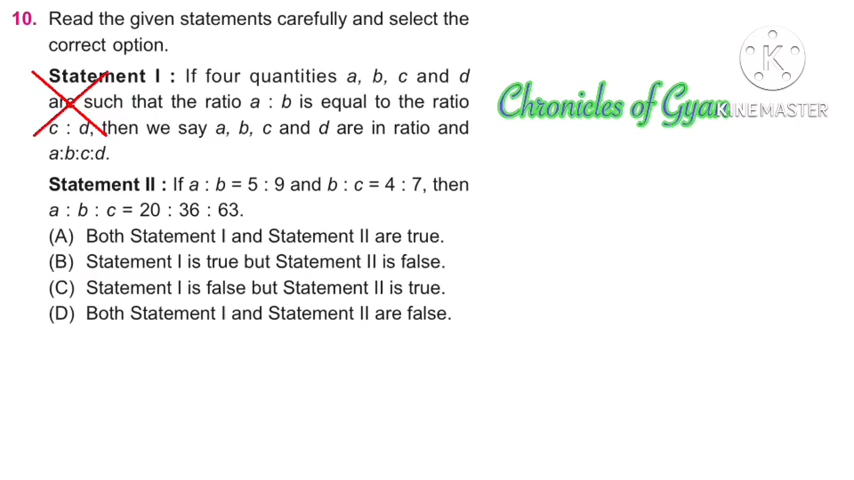 10. Read the given statements carefully and select the
correct option.
Statement I : If four quantities a, b, c and d
are such that the ratio a : b is equal to the ratio
c : d, then we say a, b, c and d are in ratio and
a:b:c:d.
Statement II : If a : b = 5 : 9 and b : c = 4 : 7, then
a : b : c = 20 : 36 : 63.
(A) Both Statement I and Statement II are true.
(B) Statement I is true but Statement II is false.
(C) Statement I is false but Statement II is true.
(D) Both Statement I and Statement II are false.
Chronicles of Gyan
K
KINEMASTER